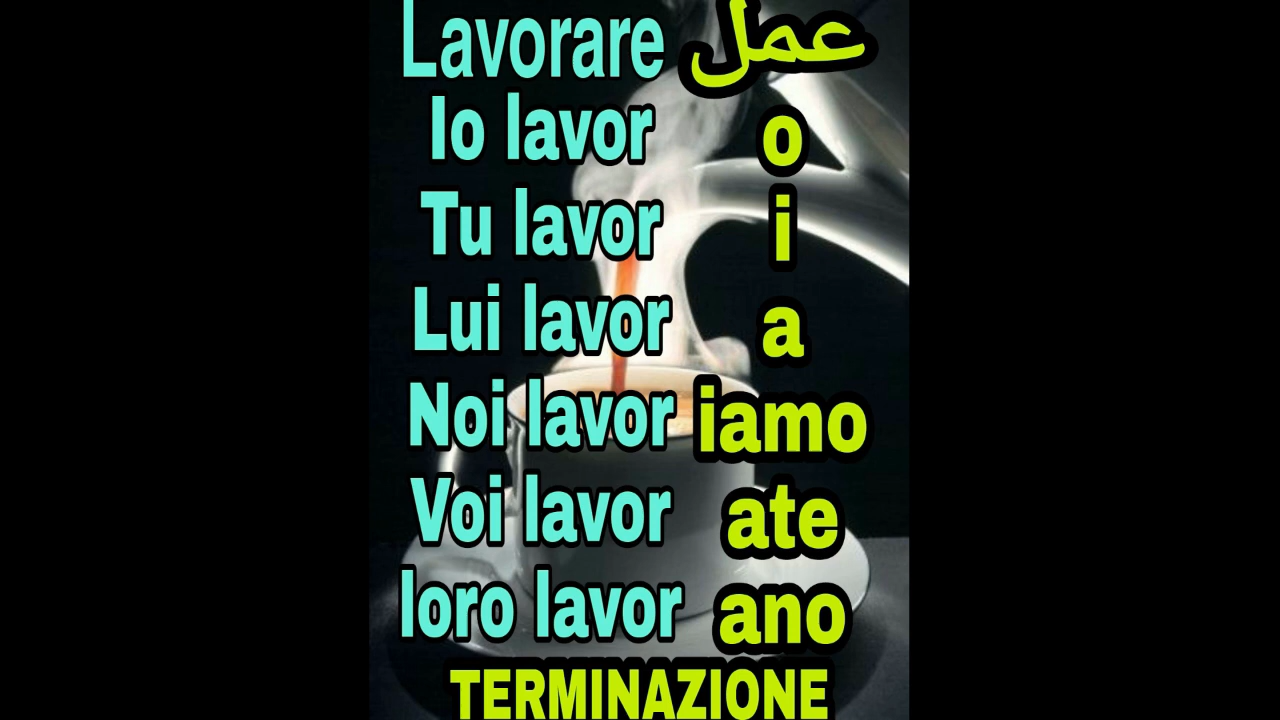 Lavorare عمل
Io lavor o
Tu lavor i
Lui lavor a
Noi lavor iamo
Voi lavor ate
loro lavor ano
TERMINAZIONE